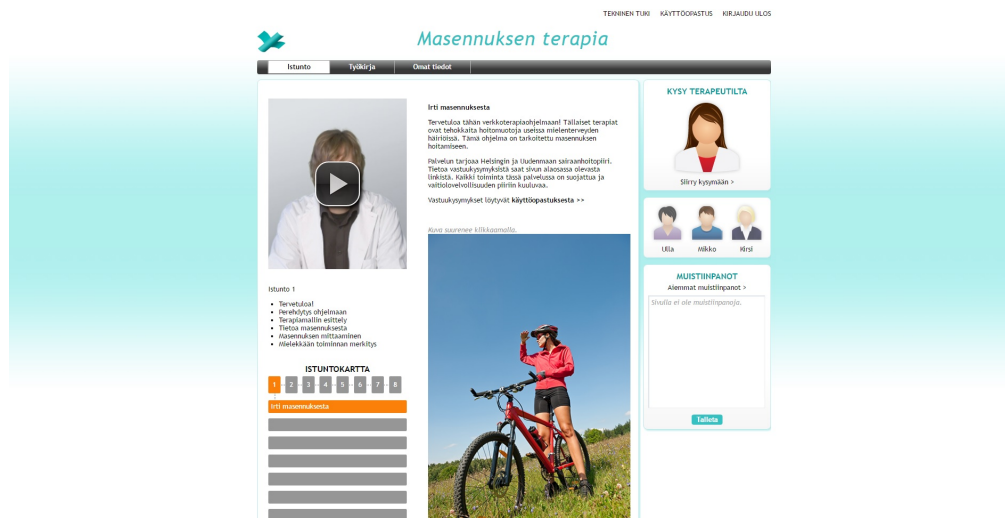 TEKNINEN TUKI KÄYTTÖOPASTUS KIRJAUDU ULOS
Masennuksen terapia
Istunto Työkirja Omat tiedot
Istunto 1
Tervetuloa!
Perehdytys ohjelmaan
Terapiamallin esittely
Tietoa masennuksesta
Masennuksen mittaaminen
Mielekkään toiminnan merkitys
ISTUNTOKARTTA
1 2 3 4 5 6 7 8
Irti masennuksesta
Irti masennuksesta
Tervetuloa tähän verkkoterapiaohjelmaan! Tällaiset terapiat
ovat tehokkaita hoitomuotoja useissa mielenterveyden
häiriöissä. Tämä ohjelma on tarkoitettu masennuksen
hoitamiseen.
Palvelun tarjoaa Helsingin ja Uudenmaan sairaanhoitopiiri.
Tietoa vastuukysymyksistä saat sivun alaosassa olevasta
linkistä. Kaikki toiminta tässä palvelussa on suojattua ja
vaitiolovelvollisuuden piiriin kuuluvaa.
Vastuukysymykset löytyvät käyttöopastuksesta >>
Kuva suurenee klikkaamalla.
KYSY TERAPEUTILTA
Siirry kysymään >
Ulla Mikko Kirsi
MUISTIINPANOT
Aiemmat muistiinpanot >
Sivulla ei ole muistiinpanoja.
Talleta